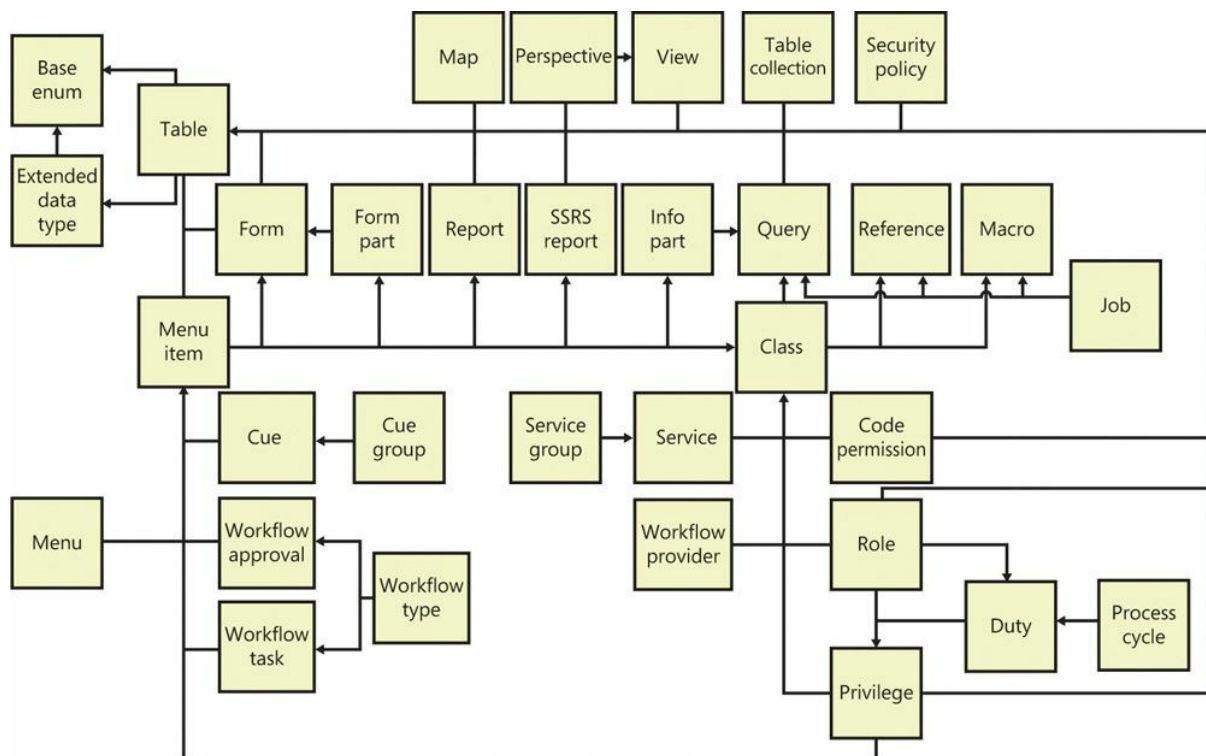 Map
Perspective
View
Table
collection
Security
policy
Base
enum
Table
Extended
data
type
Form
Form
part
Report
SSRS
report
Info
part
Query
Reference
Macro
Job
Menu
item
Class
Cue
Cue
group
Service
group
Service
Code
permission
Menu
Workflow
approval
Workflow
type
Workflow
task
Workflow
provider
Role
Duty
Process
cycle
Privilege